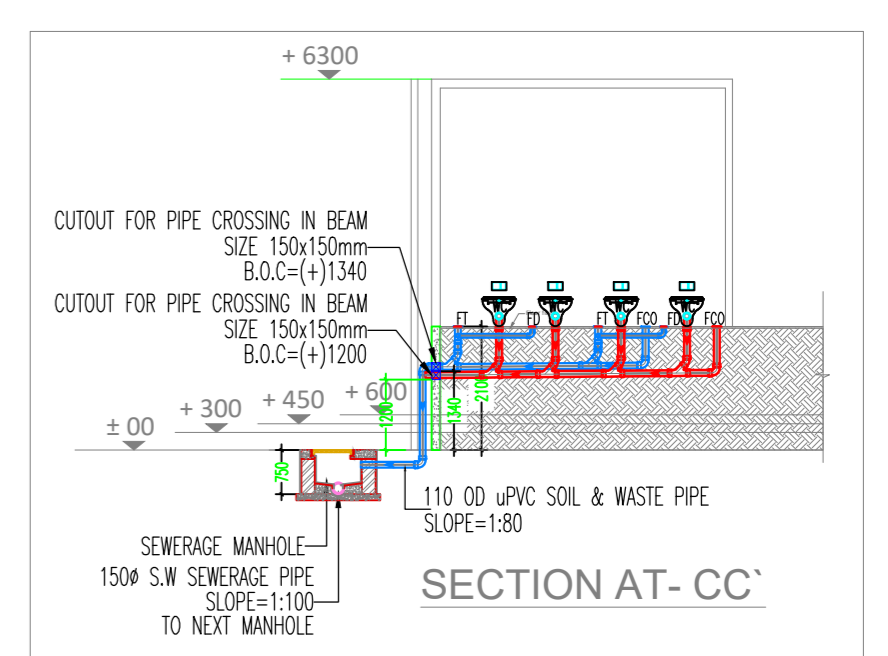 + 6300
CUTOUT FOR PIPE CROSSING IN BEAM
SIZE 150x150mm
B.O.C=(+)1340
CUTOUT FOR PIPE CROSSING IN BEAM
SIZE 150x150mm
B.O.C=(+)1200
FT FD FT FCO FD FCO
± 00
+ 300
+ 450
+ 600
1200
1340
2100
750
110 OD uPVC SOIL & WASTE PIPE
SLOPE=1:80
SEWERAGE MANHOLE
150ø S.W SEWERAGE PIPE
SLOPE=1:100
TO NEXT MANHOLE
SECTION AT- CC`